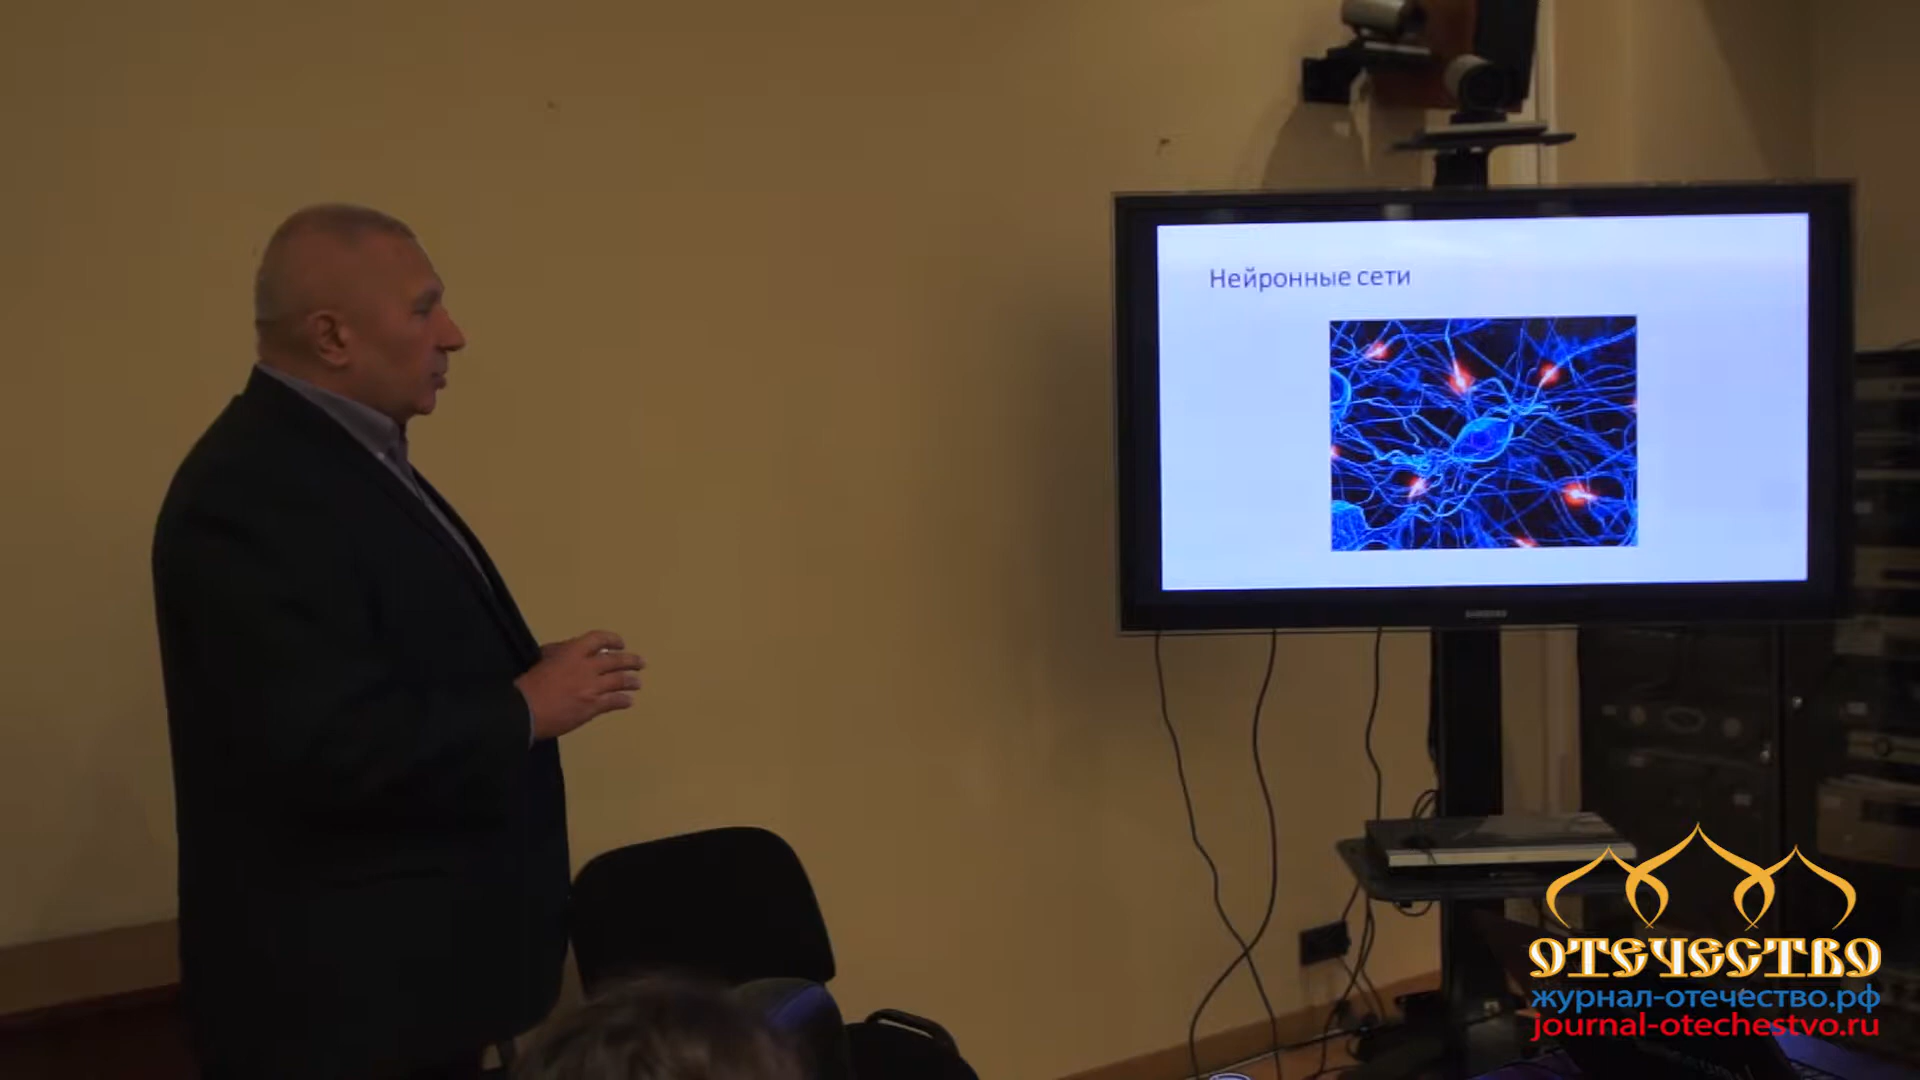 Нейронные сети
ОТЕЧЕСТВО
журнал-отечество.рф
journal-otechestvo.ru